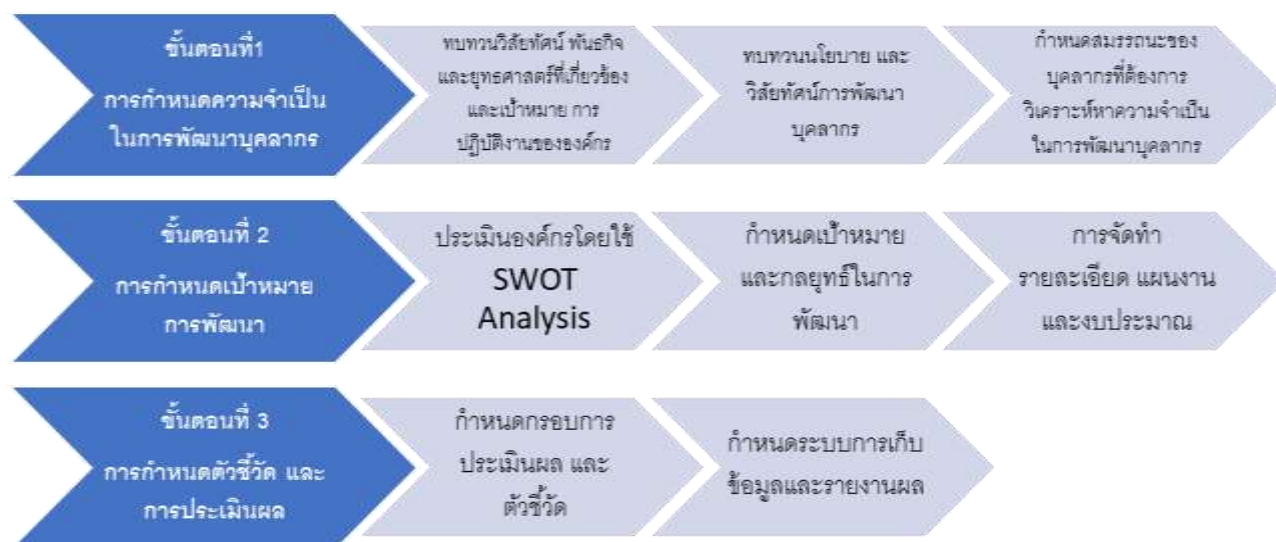 ขั้นตอนที่1
การกำหนดความจำเป็น
ในการพัฒนาบุคลากร
ทบทวนวิสัยทัศน์ พันธกิจ
และยุทธศาสตร์ที่เกี่ยวข้อง
และเป้าหมาย การ
ปฏิบัติงานขององค์กร
ทบทวนนโยบาย และ
วิสัยทัศน์การพัฒนา
บุคลากร
กำหนดสมรรถนะของ
บุคลากรที่ต้องการ
วิเคราะห์หาความจำเป็น
ในการพัฒนาบุคลากร
ขั้นตอนที่ 2
การกำหนดเป้าหมาย
การพัฒนา
ประเมินองค์กรโดยใช้
SWOT
Analysis
กำหนดเป้าหมาย
และกลยุทธ์ในการ
พัฒนา
การจัดทำ
รายละเอียด แผนงาน
และงบประมาณ
ขั้นตอนที่ 3
การกำหนดตัวชี้วัด และ
การประเมินผล
กำหนดกรอบการ
ประเมินผล และ
ตัวชี้วัด
กำหนดระบบการเก็บ
ข้อมูลและรายงานผล